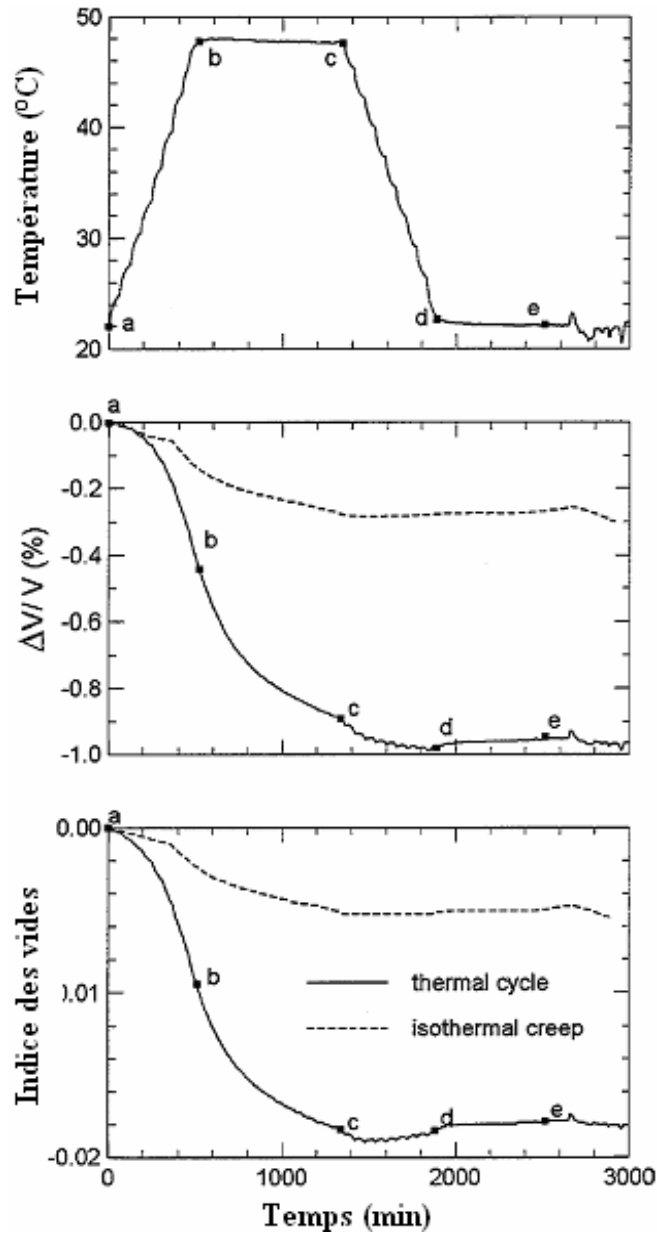 50
40
30
20
Température (°C)
a
b
c
d
e
0.0
-0.2
-0.4
-0.6
-0.8
-1.0
ΔV/V (%)
a
b
c
d
e
0.00
).01
-0.02
Indice des vides
a
b
c
d
e
thermal cycle
isothermal creep
0
1000
2000
3000
Temps (min)